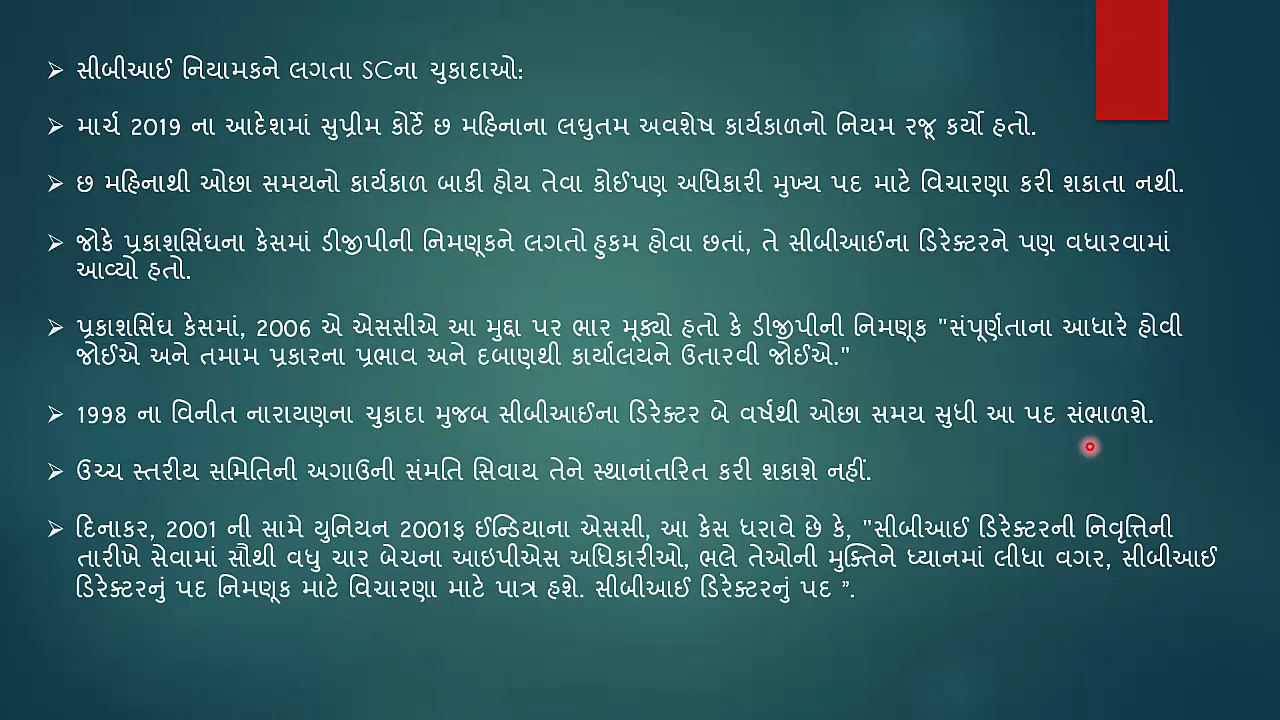 સીબીઆઈ નિયામકને લગતા SCના ચુકાદાઓ:
માર્ચ 2019 ના આદેશમાં સુપ્રીમ કોર્ટે છ મહિનાના લઘુતમ અવશેષ કાર્યકાળનો નિયમ રજૂ કર્યો હતો.
છ મહિનાથી ઓછા સમયનો કાર્યકાળ બાકી હોય તેવા કોઈપણ અધિકારી મુખ્ય પદ માટે વિચારણા કરી શકાતા નથી.
જોકે પ્રકાશસિંઘના કેસમાં ડીજીપીની નિમણૂકને લગતો હુકમ હોવા છતાં, તે સીબીઆઈના ડિરેક્ટરને પણ વધારવામાં
આવ્યો હતો.
પ્રકાશસિંઘ કેસમાં, 2006 એ એસસીએ આ મુદ્દા પર ભાર મૂક્યો હતો કે ડીજીપીની નિમણૂક "સંપૂર્ણતાના આધારે હોવી
જોઈએ અને તમામ પ્રકારના પ્રભાવ અને દબાણથી કાર્યાલયને ઉતારવી જોઈએ."
1998 ના વિનીત નારાયણના ચુકાદા મુજબ સીબીઆઈના ડિરેક્ટર બે વર્ષથી ઓછા સમય સુધી આ પદ સંભાળશે.
ઉચ્ચ સ્તરીય સમિતિની અગાઉની સંમતિ સિવાય તેને સ્થાનાંતરિત કરી શકાશે નહીં.
દિનાકર, 2001 ની સામે યુનિયન 2001ફ ઈન્ડિયાના એસસી, આ કેસ ધરાવે છે કે, "સીબીઆઈ ડિરેક્ટરની નિવૃત્તિની
તારીખે સેવામાં સૌથી વધુ ચાર બેચના આઇપીએસ અધિકારીઓ, ભલે તેઓની મુક્તિને ધ્યાનમાં લીધા વગર, સીબીઆઈ
ડિરેક્ટરનું પદ નિમણૂક માટે વિચારણા માટે પાત્ર હશે. સીબીઆઈ ડિરેક્ટરનું પદ ”.